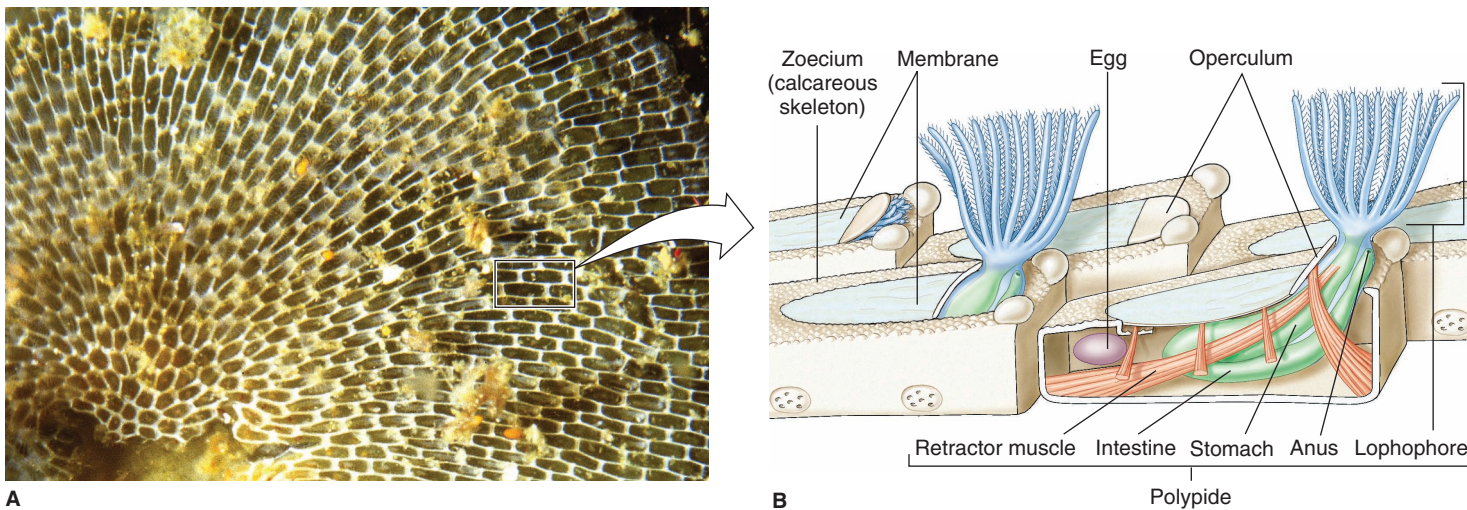 Zoecium
(calcareous
skeleton)
Membrane
Egg
Operculum
Retractor muscle
Intestine
Stomach
Anus
Lophophore
Polypide
A
B